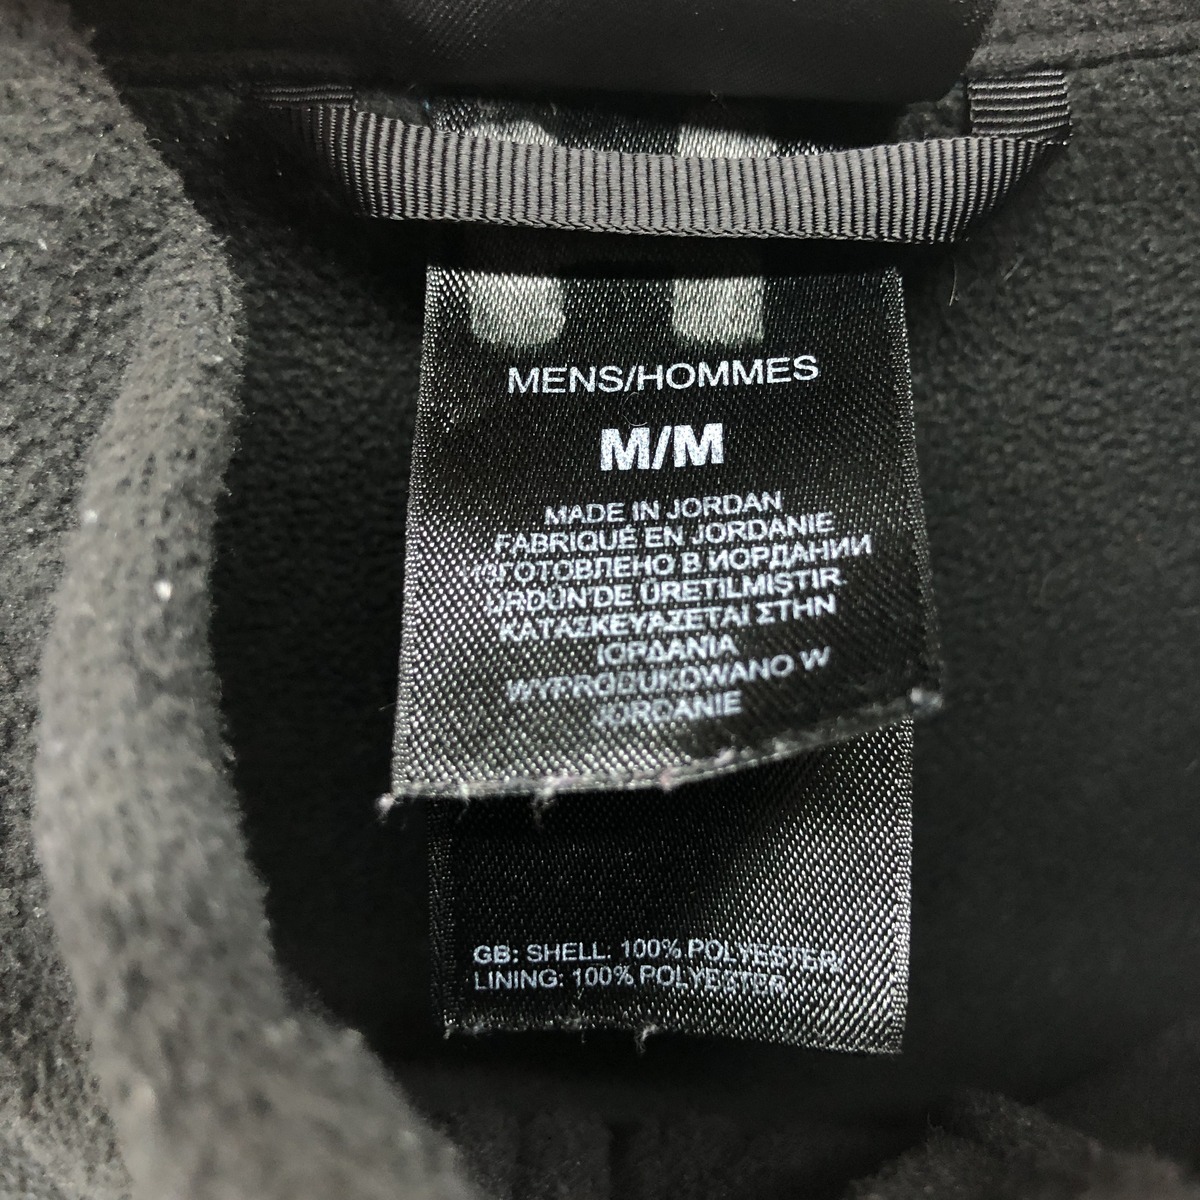 MENS/HOMMES
M/M
MADE IN JORDAN
FABRIQUÉ EN JORDANIE
ИЗГОТОВЛЕНО В ИОРДАНИИ
ÜRDÜN'DE ÜRETILMIŞTIR
ΚΑΤΑΣΚΕΥΑΖΕΤΑΙ ΣΤΗΝ
ΙΟΡΔΑΝΙΑ
WYPRODUKOWANO W
JORDANIE
GB: SHELL: 100% POLYESTER/
LINING: 100% POLYESTER